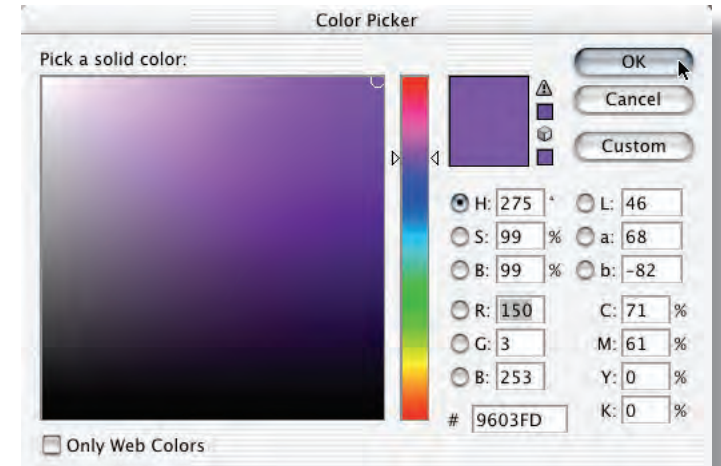 Color Picker
Pick a solid color:
OK
Cancel
Custom
H: 275 °
L: 46
S: 99 %
a: 68
B: 99 %
b: -82
R: 150
C: 71 %
G: 3
M: 61 %
B: 253
Y: 0 %
# 9603FD
K: 0 %
Only Web Colors